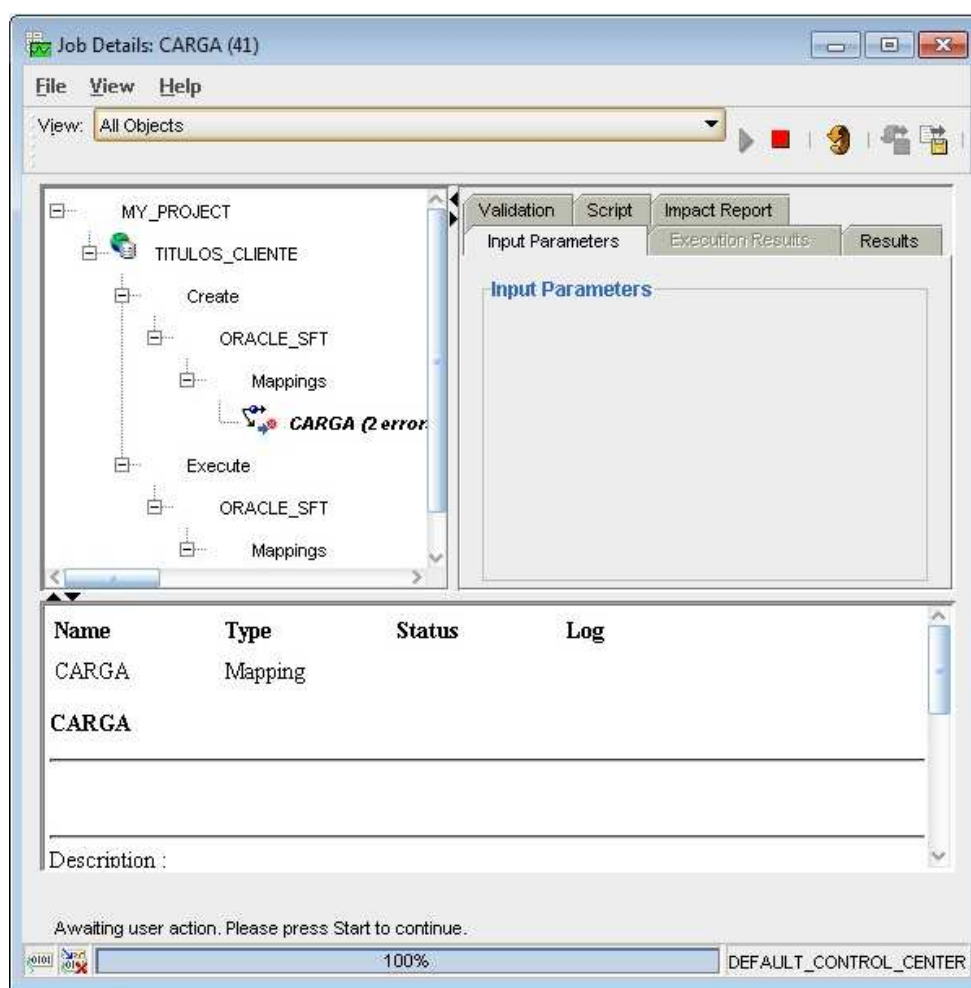 Job Details: CARGA (41)
File View Help
View: All Objects
MY_PROJECT
TITULOS_CLIENTE
Create
ORACLE_SFT
Mappings
CARGA (2 error
Execute
ORACLE_SFT
Mappings
Validation Script Impact Report
Input Parameters Execution Results Results
Input Parameters
Name Type Status Log
CARGA Mapping
CARGA
Description :
Awaiting user action. Please press Start to continue.
100% DEFAULT_CONTROL_CENTER